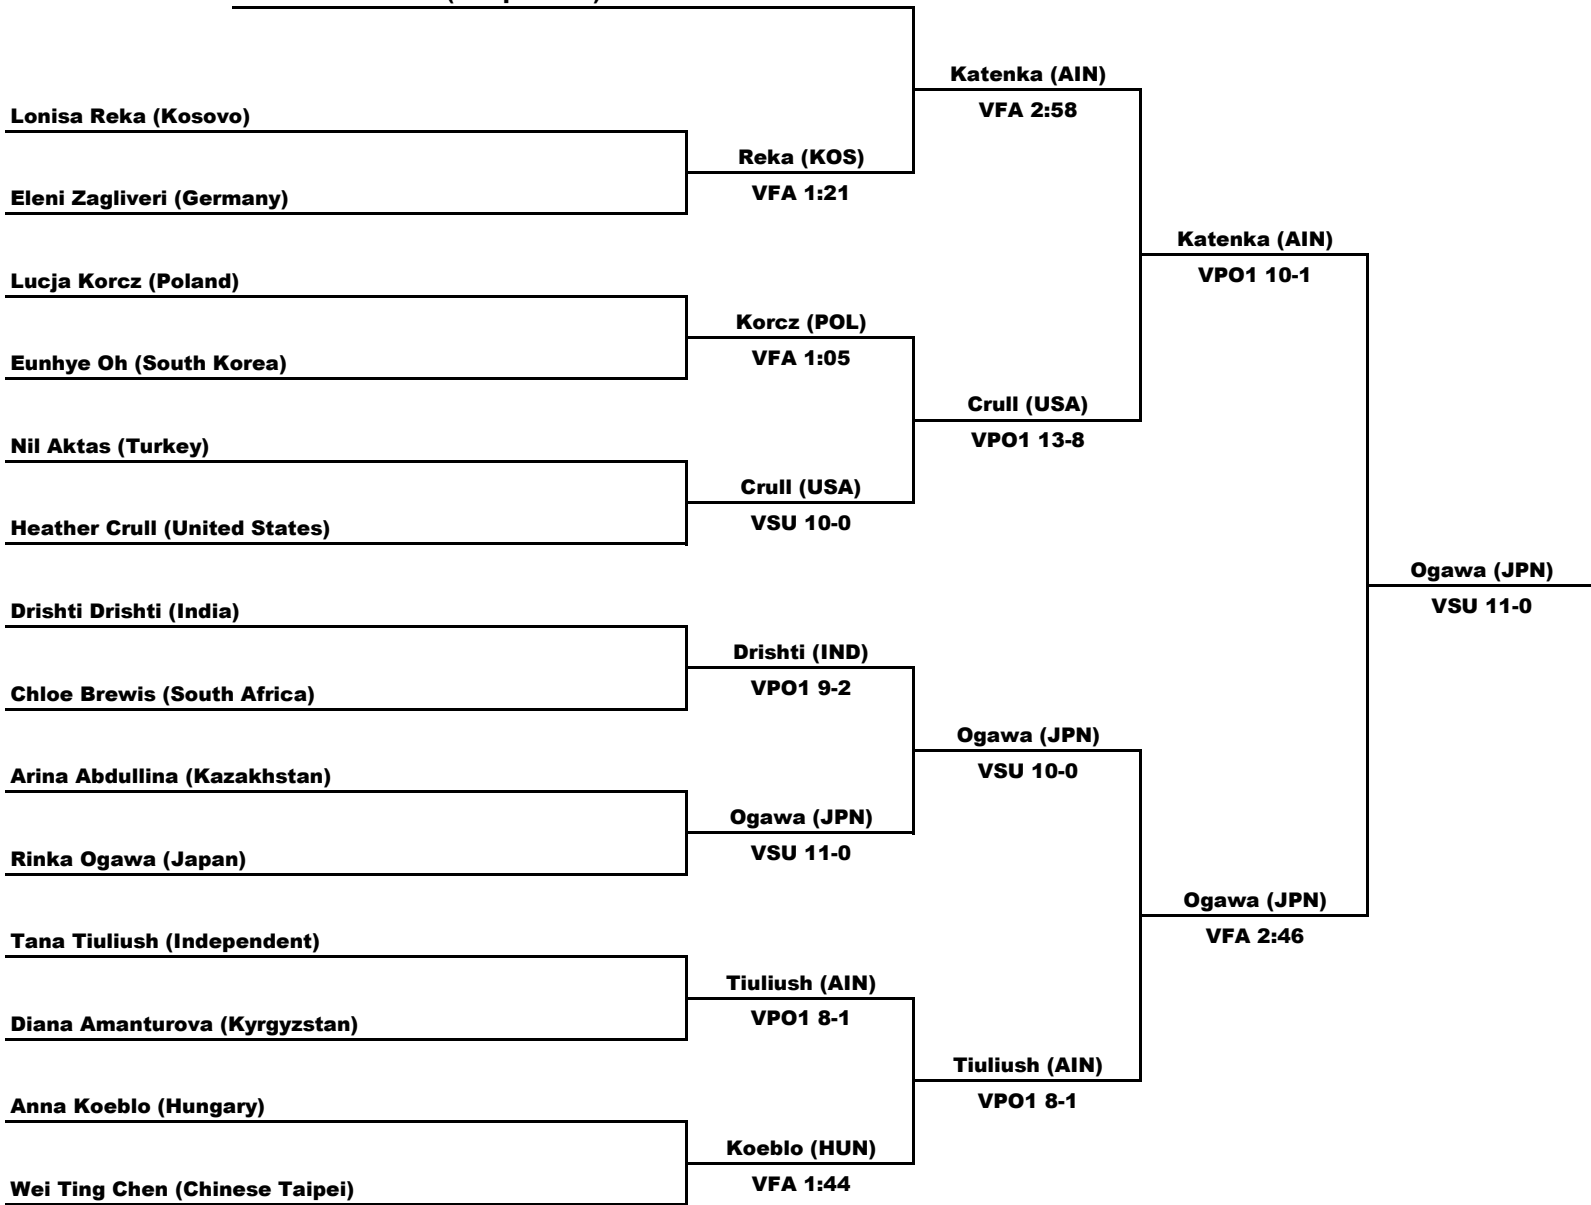 Katenka (AIN)
VFA 2:58
Lonisa Reka (Kosovo)
Reka (KOS)
VFA 1:21
Eleni Zagliveri (Germany)
Katenka (AIN)
VPO1 10-1
Lucja Korcz (Poland)
Korcz (POL)
VFA 1:05
Eunhye Oh (South Korea)
Crull (USA)
VPO1 13-8
Nil Aktas (Turkey)
Crull (USA)
VSU 10-0
Heather Crull (United States)
Ogawa (JPN)
VSU 11-0
Drishti Drishti (India)
Drishti (IND)
VPO1 9-2
Chloe Brewis (South Africa)
Ogawa (JPN)
VSU 10-0
Arina Abdullina (Kazakhstan)
Ogawa (JPN)
VSU 11-0
Rinka Ogawa (Japan)
Ogawa (JPN)
VFA 2:46
Tana Tiuliush (Independent)
Tiuliush (AIN)
VPO1 8-1
Diana Amanturova (Kyrgyzstan)
Tiuliush (AIN)
VPO1 8-1
Anna Koeblo (Hungary)
Koeblo (HUN)
VFA 1:44
Wei Ting Chen (Chinese Taipei)